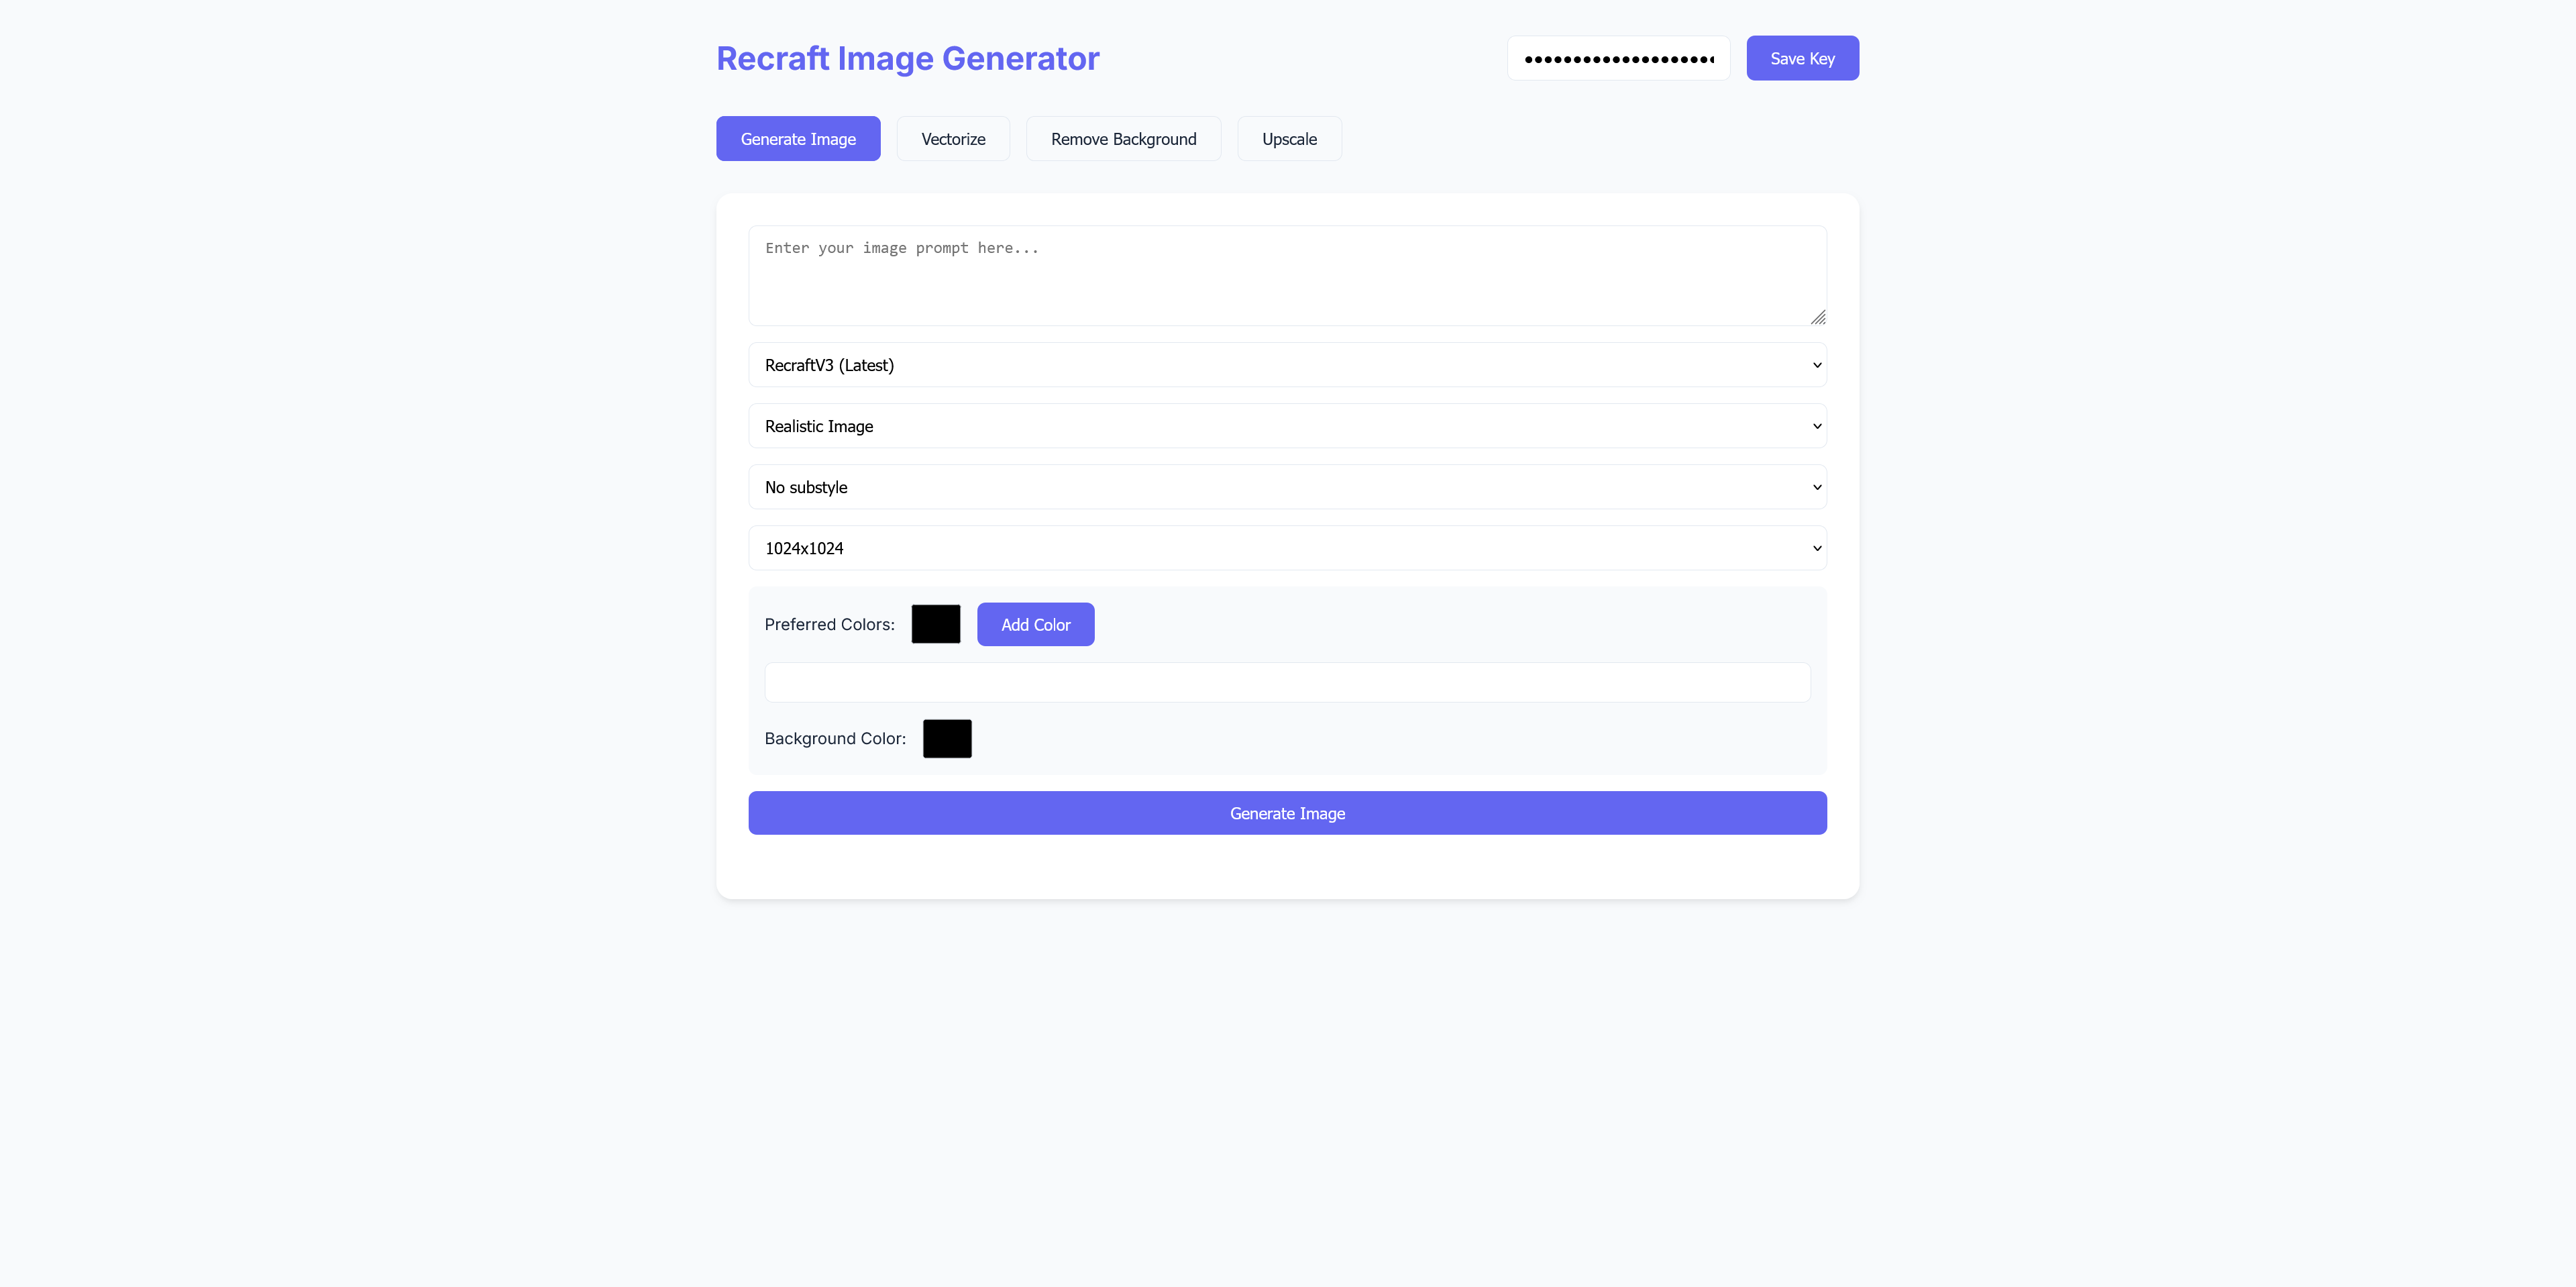 Recraft Image Generator
Save Key
Generate Image
Vectorize
Remove Background
Upscale
Enter your image prompt here...
RecraftV3 (Latest)
Realistic Image
No substyle
1024x1024
Preferred Colors:
Add Color
Background Color:
Generate Image